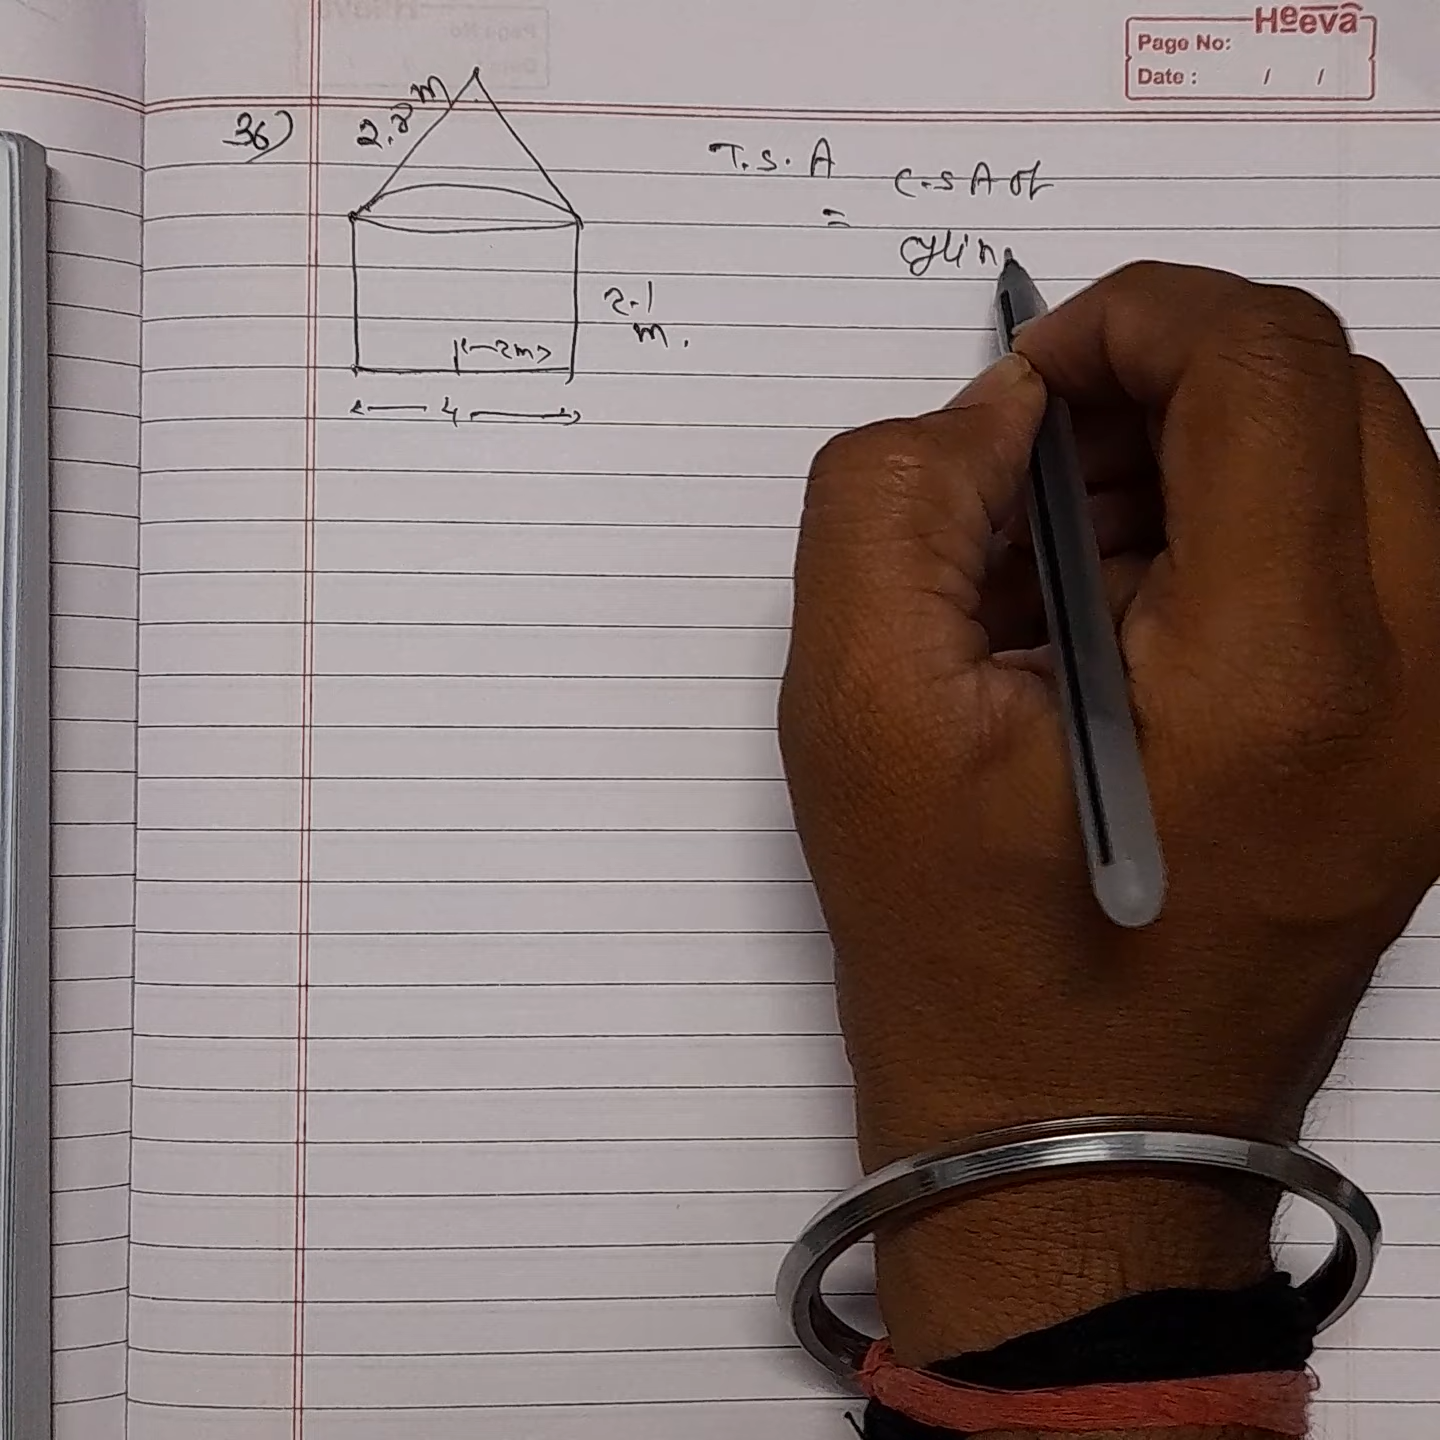 Heeva
Page No:
Date : / /
36)
2.8 m
T.S.A
= C.S A of
cylin
2.1
m.
2m
4